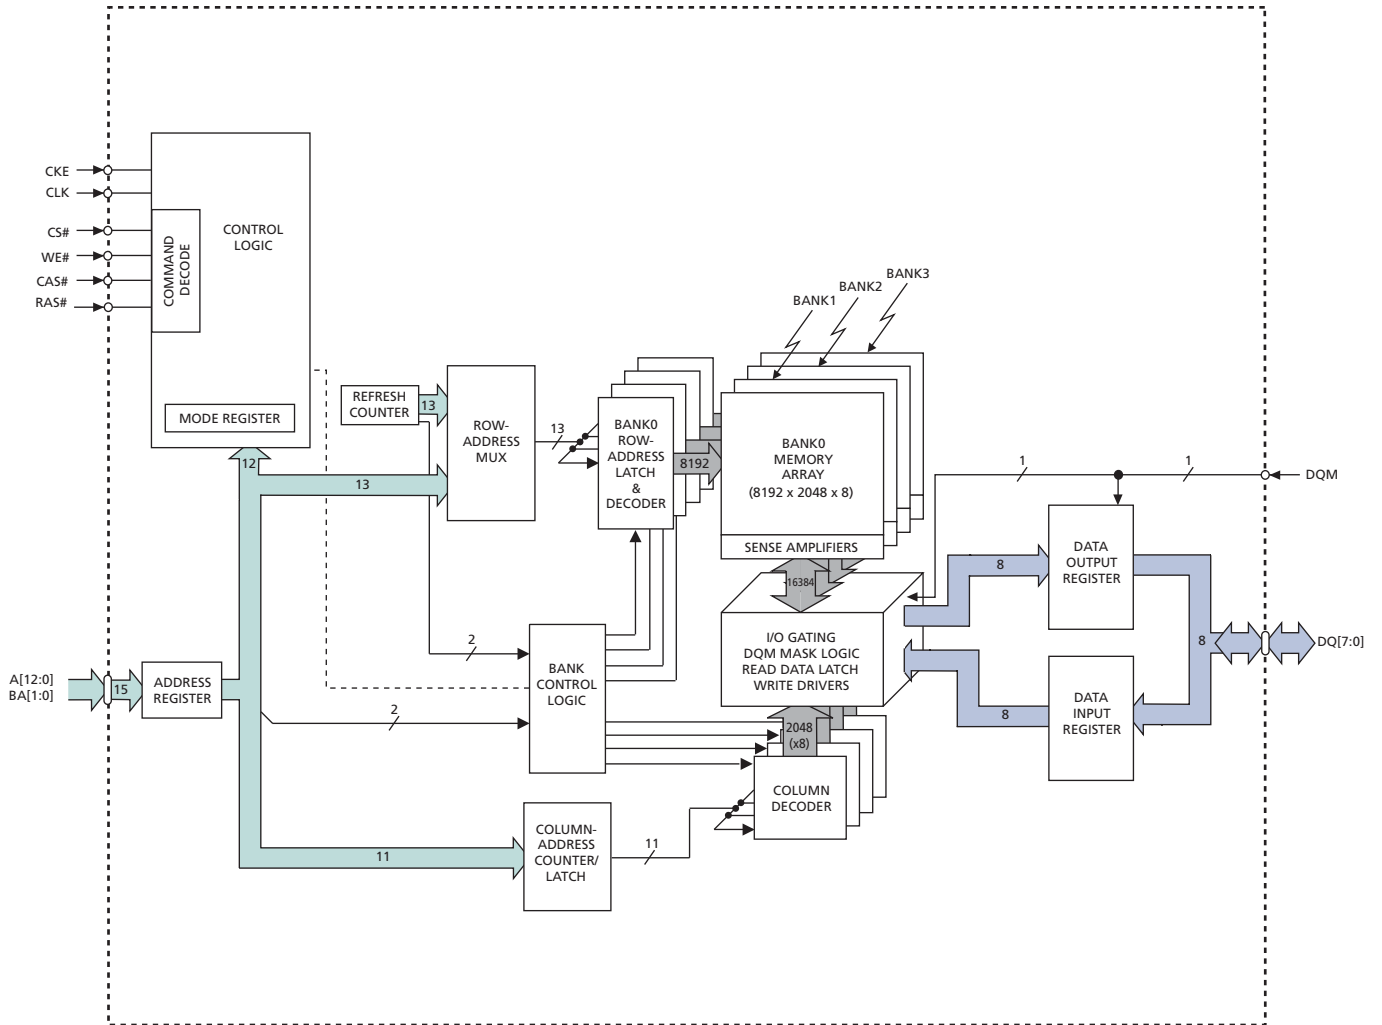 CKE
CLK
CS#
WE#
CAS#
RAS#
COMMAND
DECODE
CONTROL
LOGIC
MODE REGISTER
12
REFRESH
COUNTER
13
13
ROW-
ADDRESS
MUX
13
BANK0
ROW-
ADDRESS
LATCH
&
DECODER
8192
BANK1
BANK2
BANK3
BANK0
MEMORY
ARRAY
(8192 x 2048 x 8)
SENSE AMPLIFIERS
16384
I/O GATING
DQM MASK LOGIC
READ DATA LATCH
WRITE DRIVERS
1
1
DQM
8
DATA
OUTPUT
REGISTER
8
DQ[7:0]
DATA
INPUT
REGISTER
8
A[12:0]
BA[1:0]
15
ADDRESS
REGISTER
2
2
BANK
CONTROL
LOGIC
2048
(x8)
COLUMN
DECODER
11
COLUMN-
ADDRESS
COUNTER/
LATCH
11